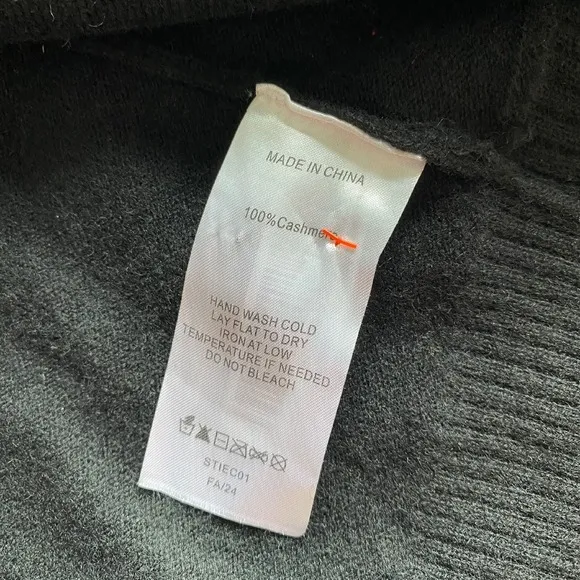 MADE IN CHINA
100%Cashmere
HAND WASH COLD
LAY FLAT TO DRY
IRON AT LOW
TEMPERATURE IF NEEDED
DO NOT BLEACH
STIEC01
FA/24